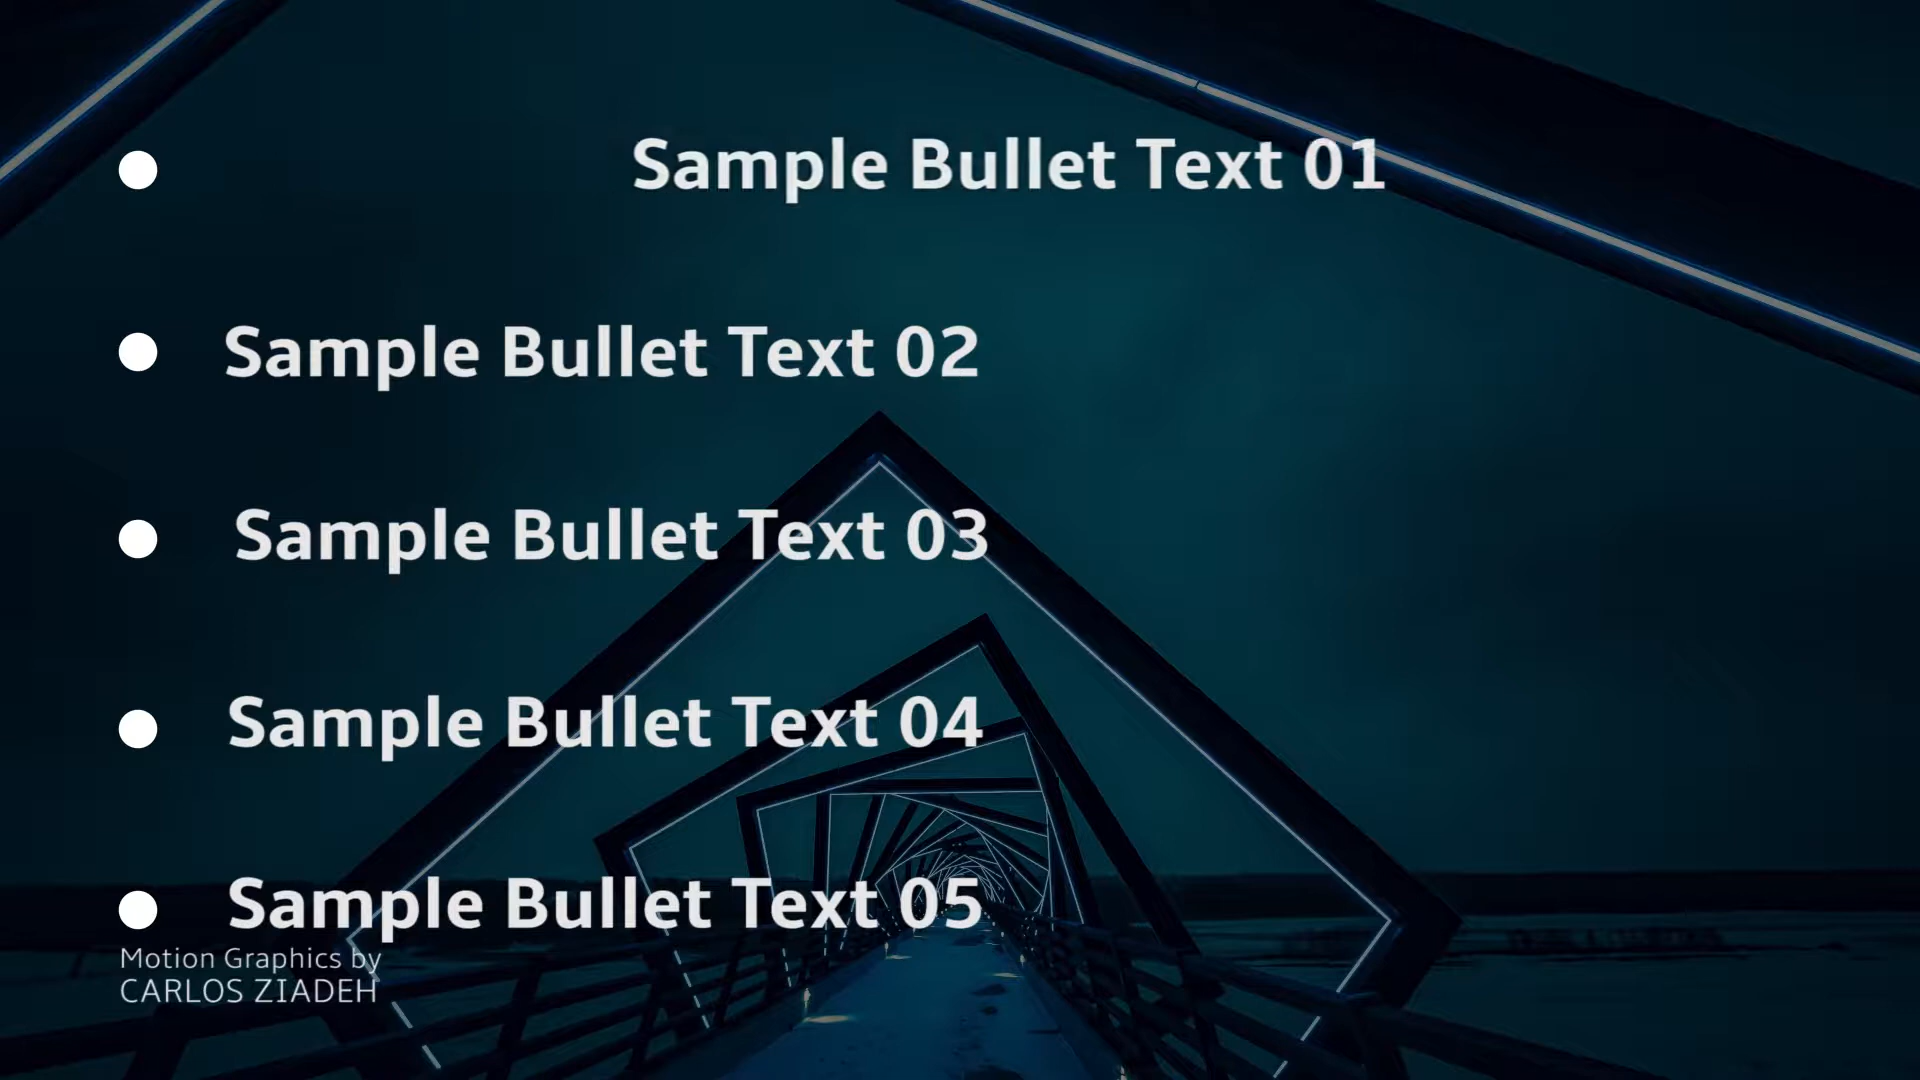 Sample Bullet Text 01
Sample Bullet Text 02
Sample Bullet Text 03
Sample Bullet Text 04
Sample Bullet Text 05
Motion Graphics by
CARLOS ZIADEH